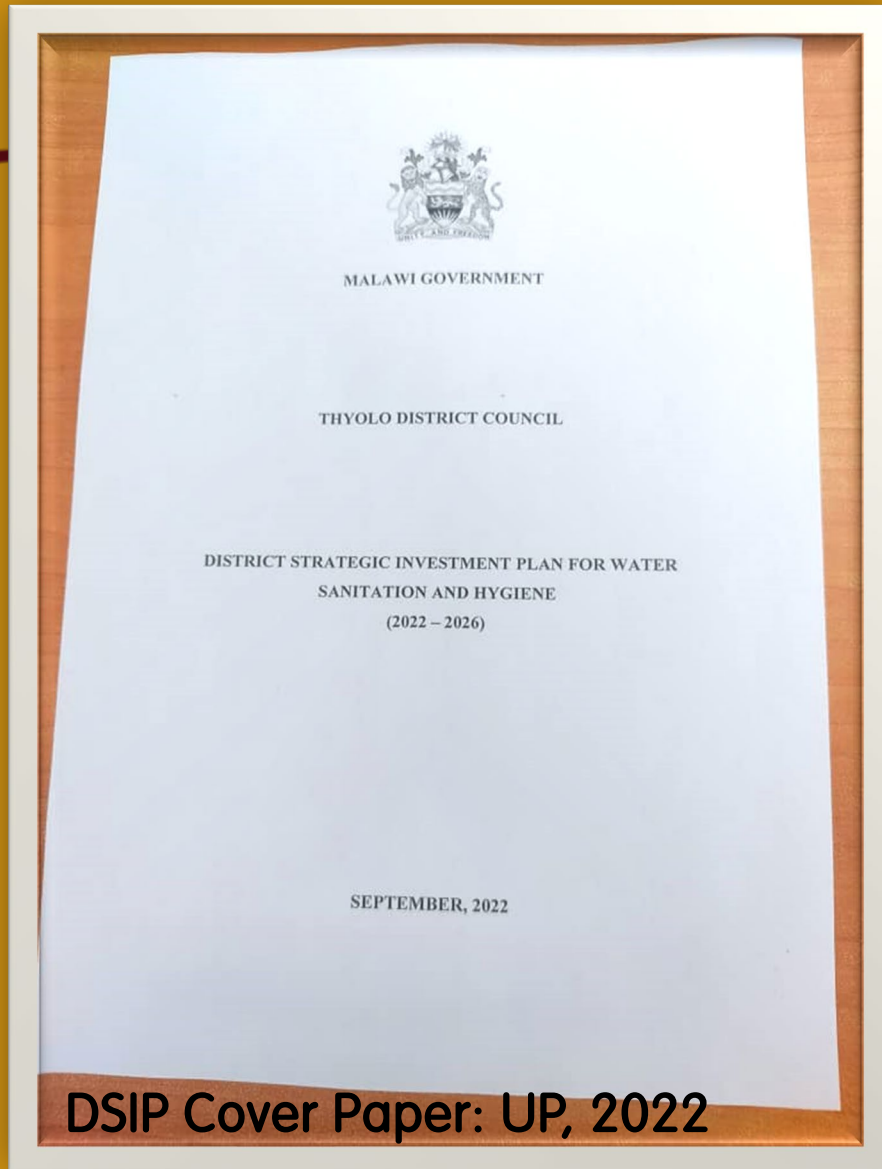 UNITY AND FREEDOM
MALAWI GOVERNMENT
THYOLO DISTRICT COUNCIL
DISTRICT STRATEGIC INVESTMENT PLAN FOR WATER
SANITATION AND HYGIENE
(2022 – 2026)
SEPTEMBER, 2022
DSIP Cover Paper: UP, 2022